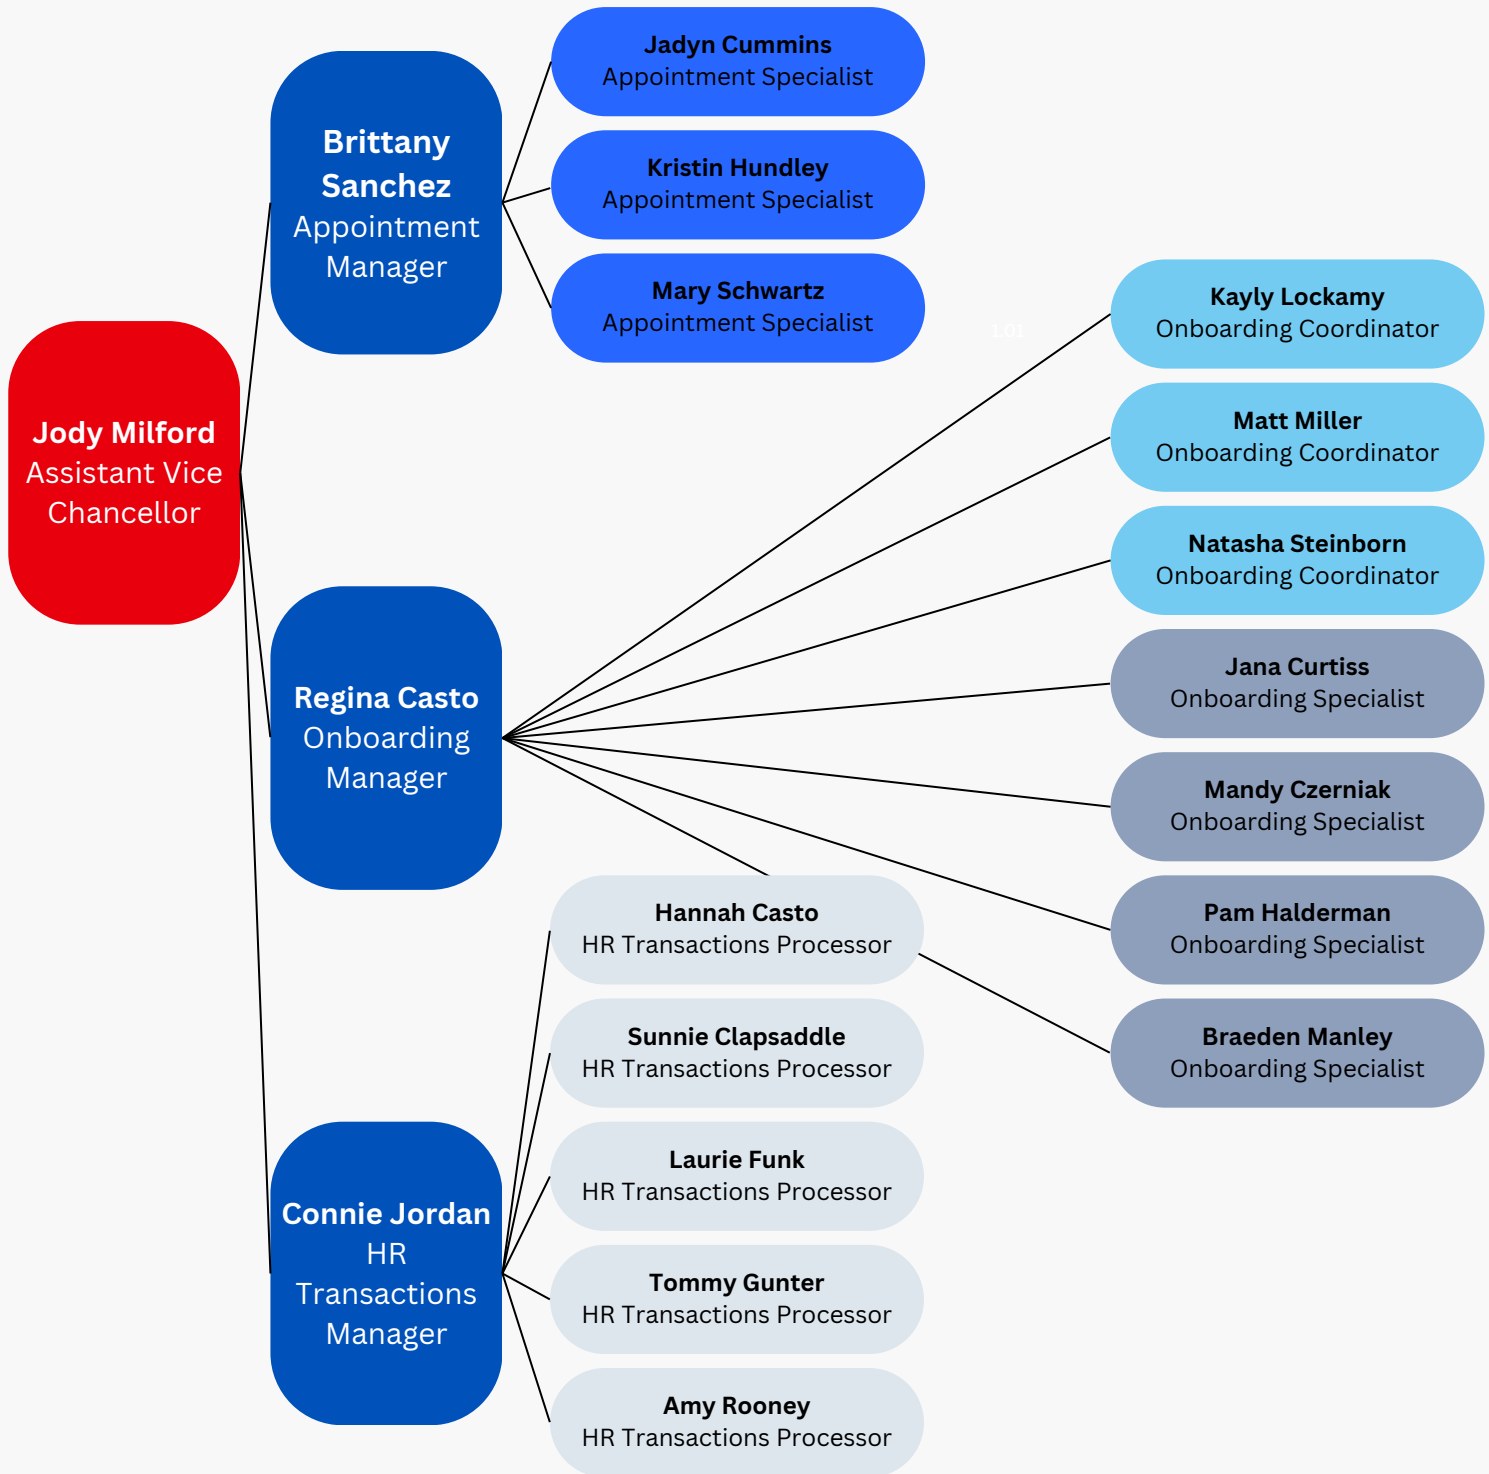 Jody Milford
Assistant Vice
Chancellor
Brittany
Sanchez
Appointment
Manager
Jadyn Cummins
Appointment Specialist
Kristin Hundley
Appointment Specialist
Mary Schwartz
Appointment Specialist
101
Regina Casto
Onboarding
Manager
Kayly Lockamy
Onboarding Coordinator
Matt Miller
Onboarding Coordinator
Natasha Steinborn
Onboarding Coordinator
Jana Curtiss
Onboarding Specialist
Mandy Czerniak
Onboarding Specialist
Pam Halderman
Onboarding Specialist
Braeden Manley
Onboarding Specialist
Connie Jordan
HR
Transactions
Manager
Hannah Casto
HR Transactions Processor
Sunnie Clapsaddle
HR Transactions Processor
Laurie Funk
HR Transactions Processor
Tommy Gunter
HR Transactions Processor
Amy Rooney
HR Transactions Processor